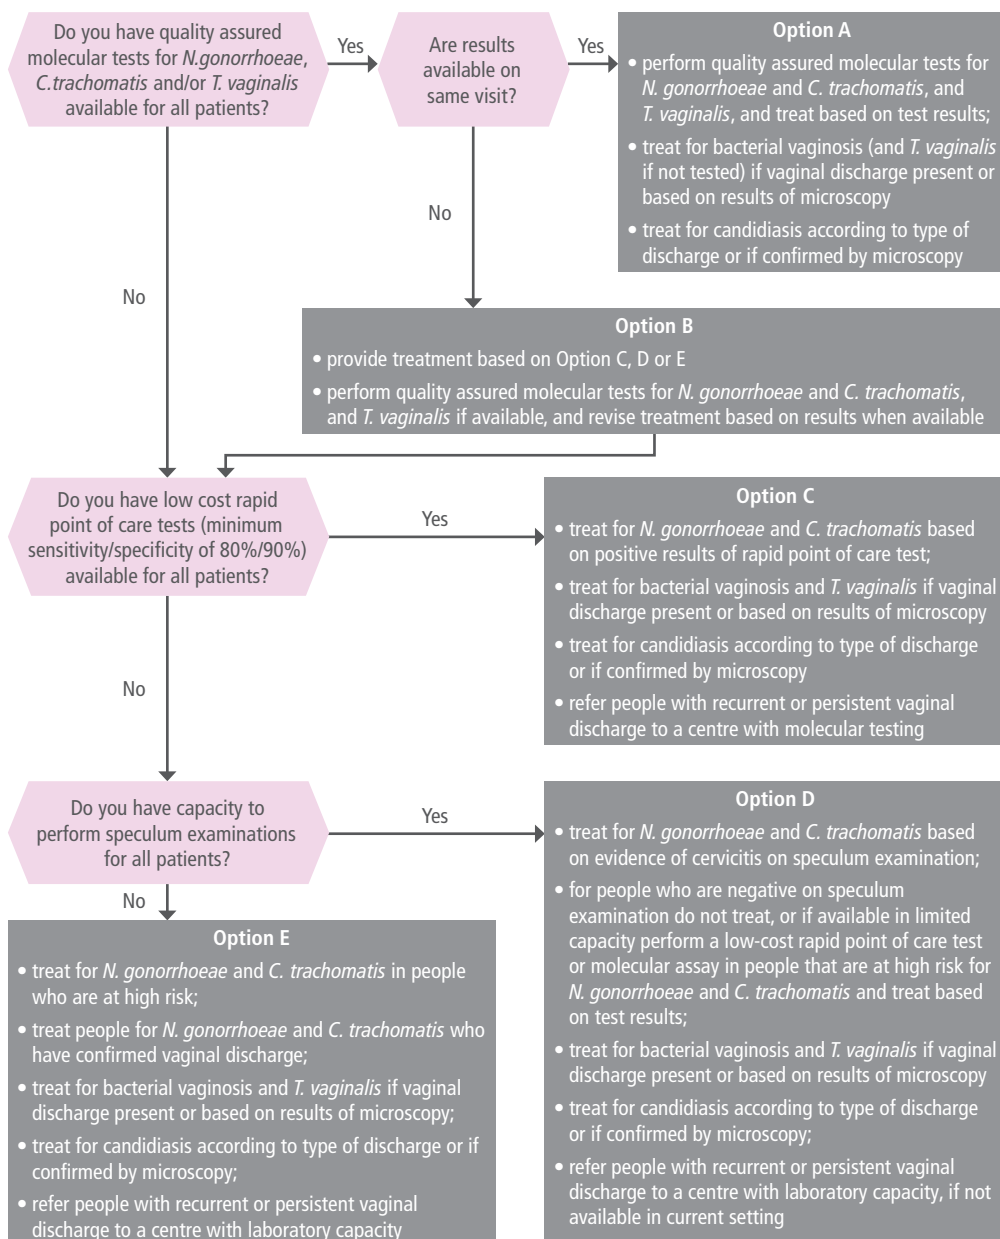 Do you have quality assured
molecular tests for N.gonorrhoeae,
C.trachomatis and/or T. vaginalis
available for all patients?
Yes
Are results
available on
same visit?
Yes
Option A
• perform quality assured molecular tests for
N. gonorrhoeae and C. trachomatis, and
T. vaginalis, and treat based on test results;
• treat for bacterial vaginosis (and T. vaginalis
if not tested) if vaginal discharge present or
based on results of microscopy
• treat for candidiasis according to type of
discharge or if confirmed by microscopy
No
No
Option B
• provide treatment based on Option C, D or E
• perform quality assured molecular tests for N. gonorrhoeae and C. trachomatis,
and T. vaginalis if available, and revise treatment based on results when available
Do you have low cost rapid
point of care tests (minimum
sensitivity/specificity of 80%/90%)
available for all patients?
Yes
Option C
• treat for N. gonorrhoeae and C. trachomatis based
on positive results of rapid point of care test;
• treat for bacterial vaginosis and T. vaginalis if vaginal
discharge present or based on results of microscopy
• treat for candidiasis according to type of discharge
or if confirmed by microscopy
• refer people with recurrent or persistent vaginal
discharge to a centre with molecular testing
No
Do you have capacity to
perform speculum examinations
for all patients?
Yes
Option D
• treat for N. gonorrhoeae and C. trachomatis based
on evidence of cervicitis on speculum examination;
• for people who are negative on speculum
examination do not treat, or if available in limited
capacity perform a low-cost rapid point of care test
or molecular assay in people that are at high risk for
N. gonorrhoeae and C. trachomatis and treat based
on test results;
• treat for bacterial vaginosis and T. vaginalis if vaginal
discharge present or based on results of microscopy
• treat for candidiasis according to type of discharge
or if confirmed by microscopy;
• refer people with recurrent or persistent vaginal
discharge to a centre with laboratory capacity, if not
available in current setting
No
Option E
• treat for N. gonorrhoeae and C. trachomatis in people
who are at high risk;
• treat people for N. gonorrhoeae and C. trachomatis who
have confirmed vaginal discharge;
• treat for bacterial vaginosis and T. vaginalis if vaginal
discharge present or based on results of microscopy;
• treat for candidiasis according to type of discharge or if
confirmed by microscopy;
• refer people with recurrent or persistent vaginal
discharge to a centre with laboratory capacity